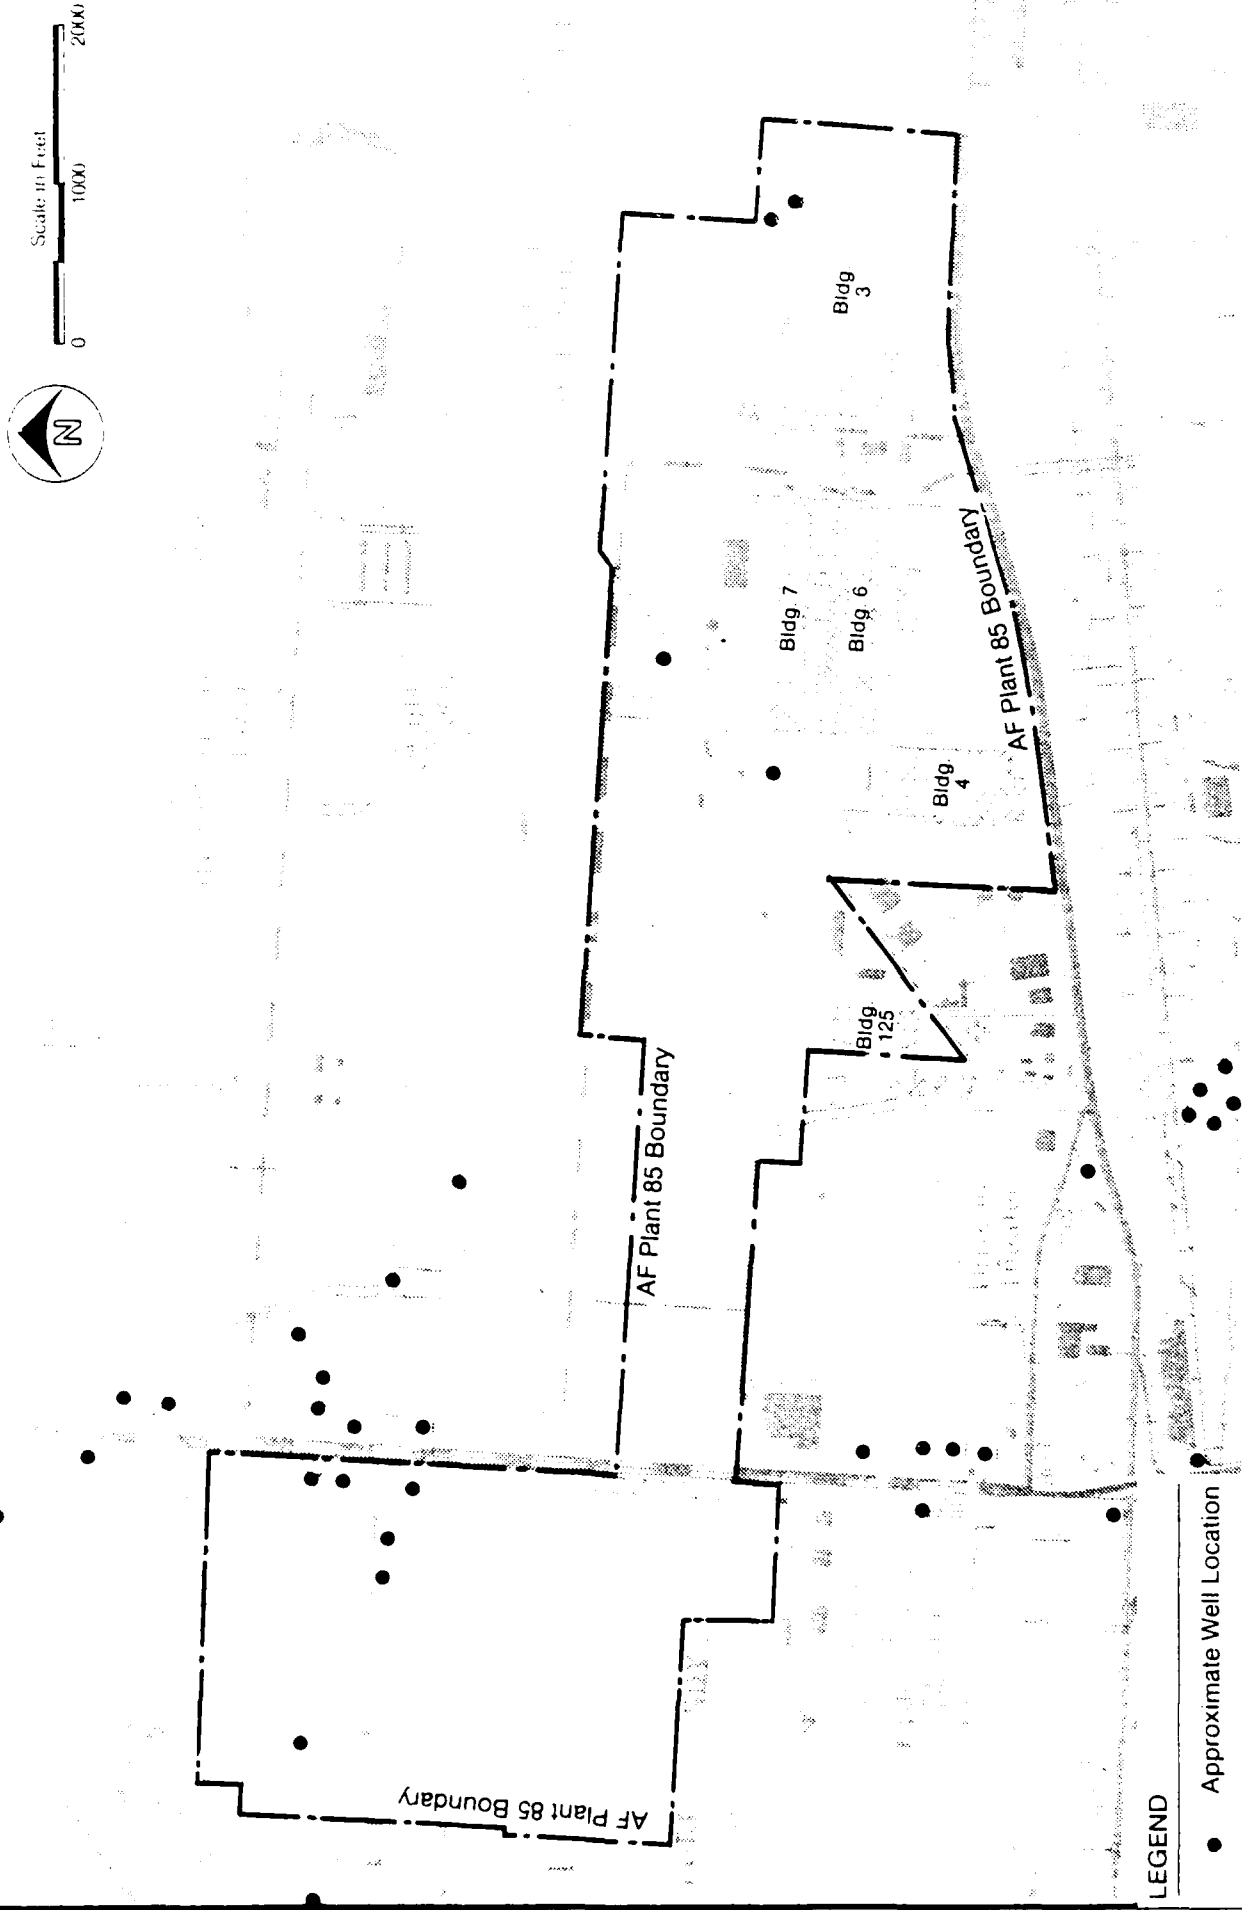 Scale in Feet
0 1000 2000
N
Bldg
3
Bldg. 7
Bldg. 6
AF Plant 85 Boundary
Bldg.
4
Bldg.
125
AF Plant 85 Boundary
AF Plant 85 Boundary
LEGEND
Approximate Well Location